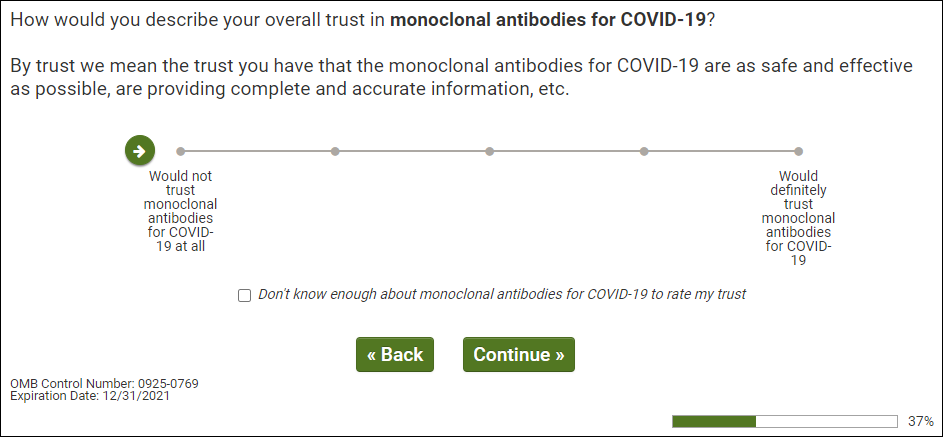 How would you describe your overall trust in monoclonal antibodies for COVID-19?
By trust we mean the trust you have that the monoclonal antibodies for COVID-19 are as safe and effective
as possible, are providing complete and accurate information, etc.
Would not
trust
monoclonal
antibodies
for COVID-
19 at all
Would
definitely
trust
monoclonal
antibodies
for COVID-
19
Don't know enough about monoclonal antibodies for COVID-19 to rate my trust
« Back
Continue »
OMB Control Number: 0925-0769
Expiration Date: 12/31/2021
37%